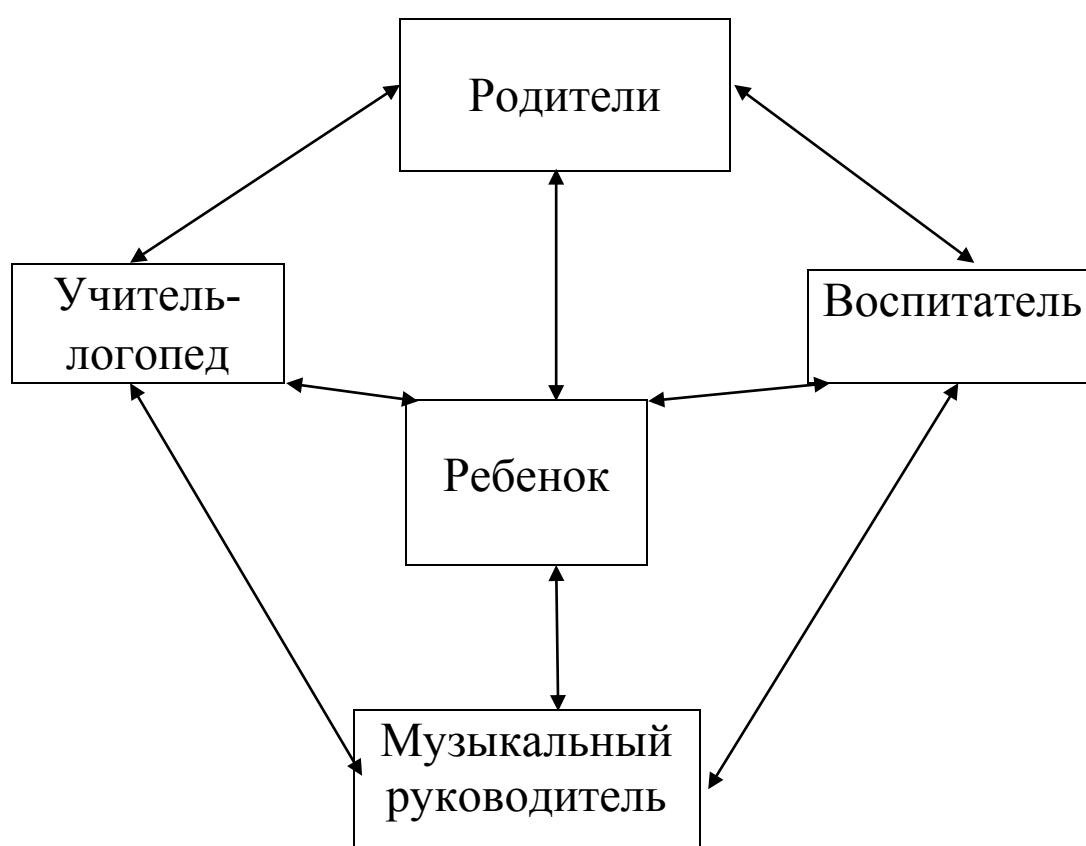 Родители
Учитель-
логопед
Воспитатель
Ребенок
Музыкальный
руководитель